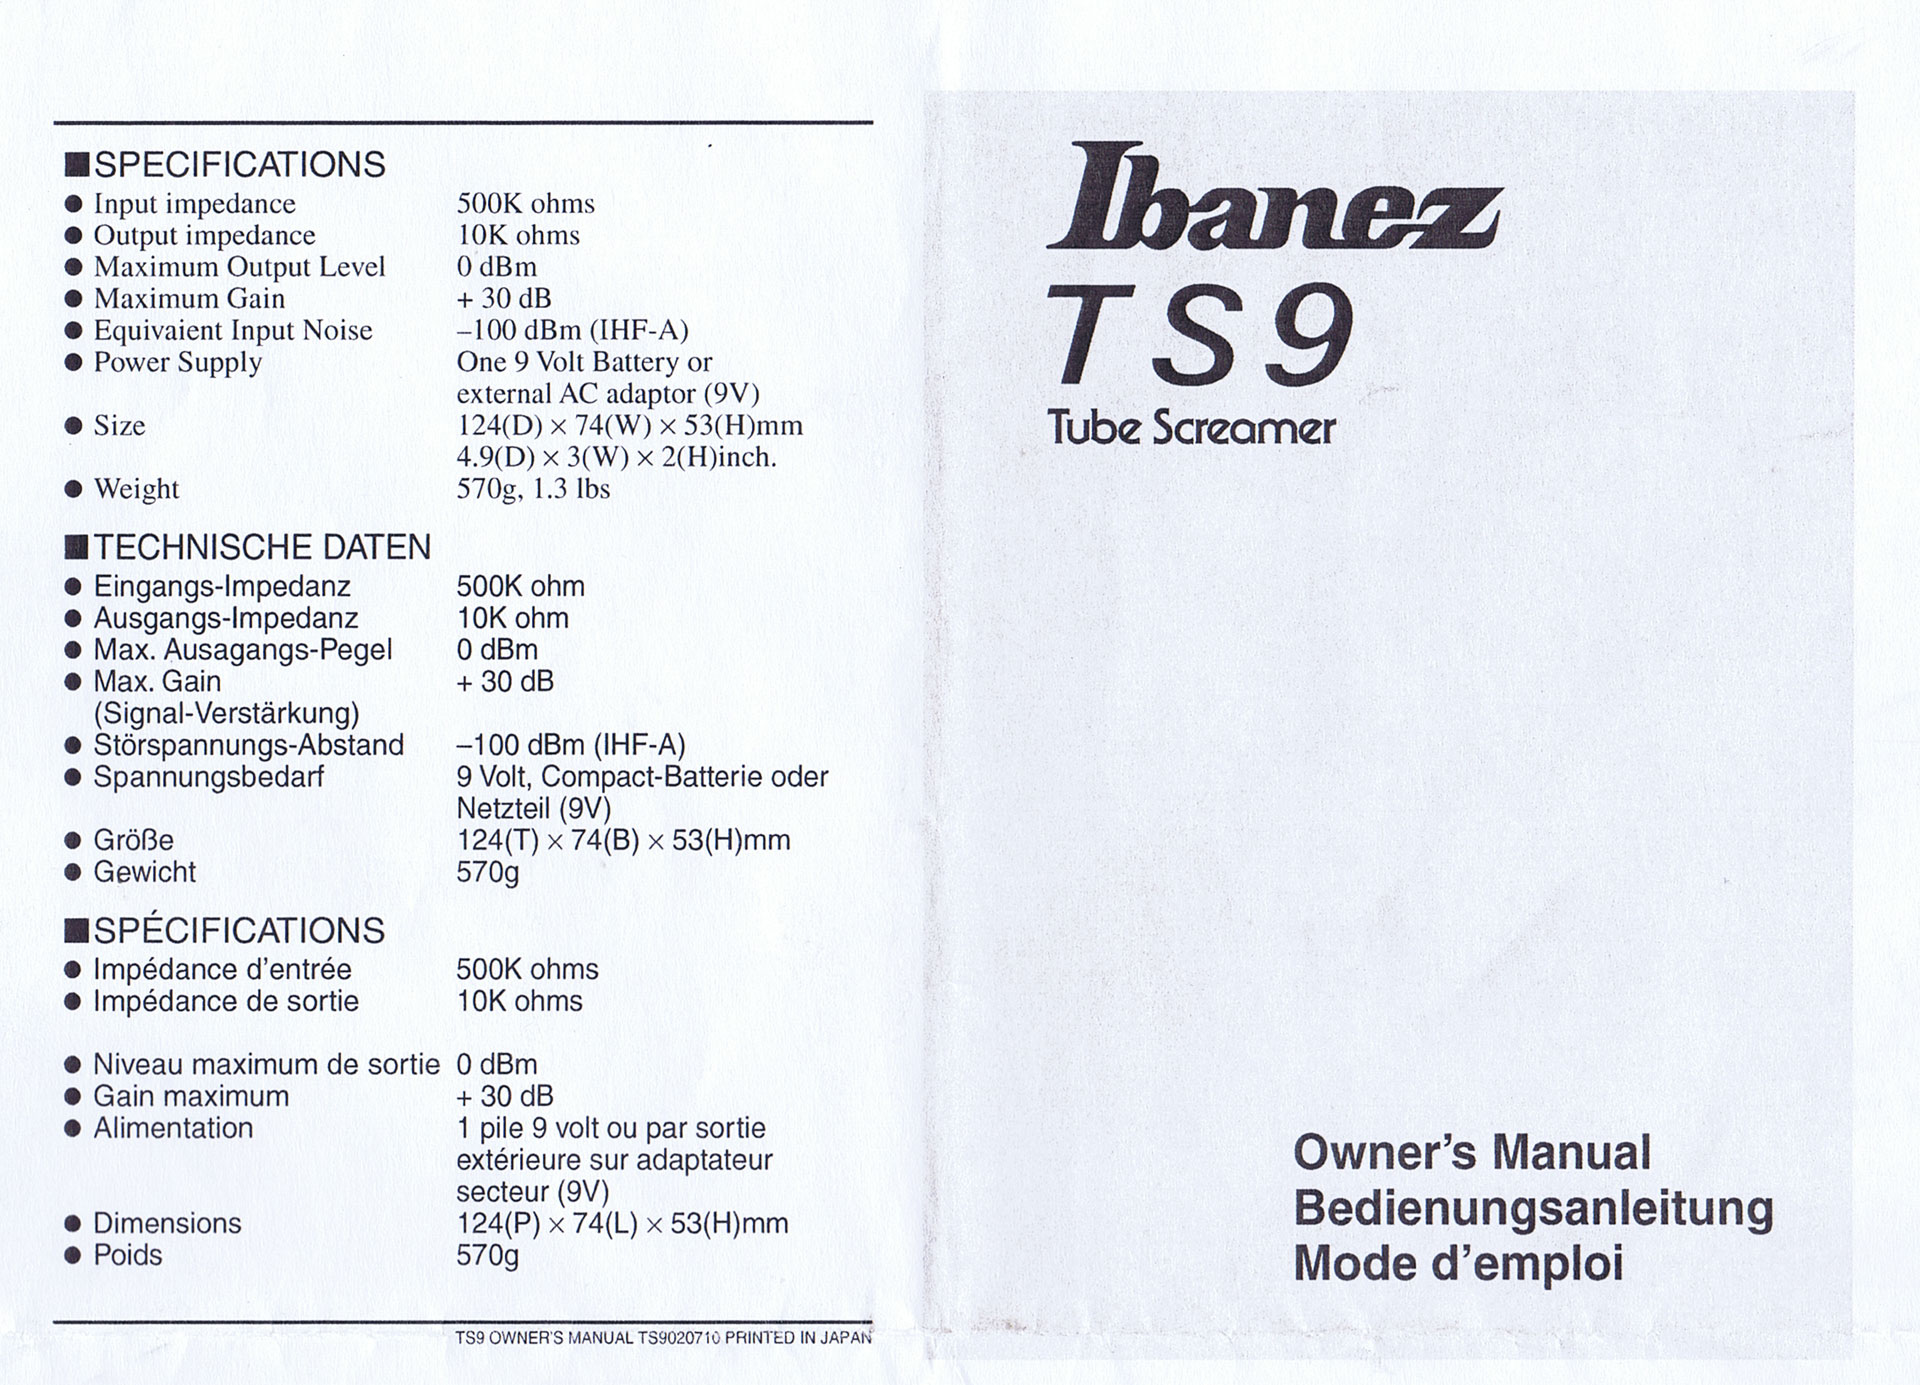 ■SPECIFICATIONS
● Input impedance 500K ohms
● Output impedance 10K ohms
● Maximum Output Level 0 dBm
● Maximum Gain + 30 dB
● Equivaient Input Noise –100 dBm (IHF-A)
● Power Supply One 9 Volt Battery or
external AC adaptor (9V)
● Size 124(D) × 74(W) × 53(H)mm
4.9(D) × 3(W) × 2(H)inch.
● Weight 570g, 1.3 lbs
■TECHNISCHE DATEN
● Eingangs-Impedanz 500K ohm
● Ausgangs-Impedanz 10K ohm
● Max. Ausagangs-Pegel 0 dBm
● Max. Gain + 30 dB
(Signal-Verstärkung)
● Störspannungs-Abstand –100 dBm (IHF-A)
● Spannungsbedarf 9 Volt, Compact-Batterie oder
Netzteil (9V)
● Größe 124(T) × 74(B) × 53(H)mm
● Gewicht 570g
■SPÉCIFICATIONS
● Impédance d'entrée 500K ohms
● Impédance de sortie 10K ohms
● Niveau maximum de sortie 0 dBm
● Gain maximum + 30 dB
● Alimentation 1 pile 9 volt ou par sortie
extérieure sur adaptateur
secteur (9V)
● Dimensions 124(P) × 74(L) × 53(H)mm
● Poids 570g
TS9 OWNER'S MANUAL TS9020710 PRINTED IN JAPAN
Ibanez
TS9
Tube Screamer
Owner's Manual
Bedienungsanleitung
Mode d'emploi